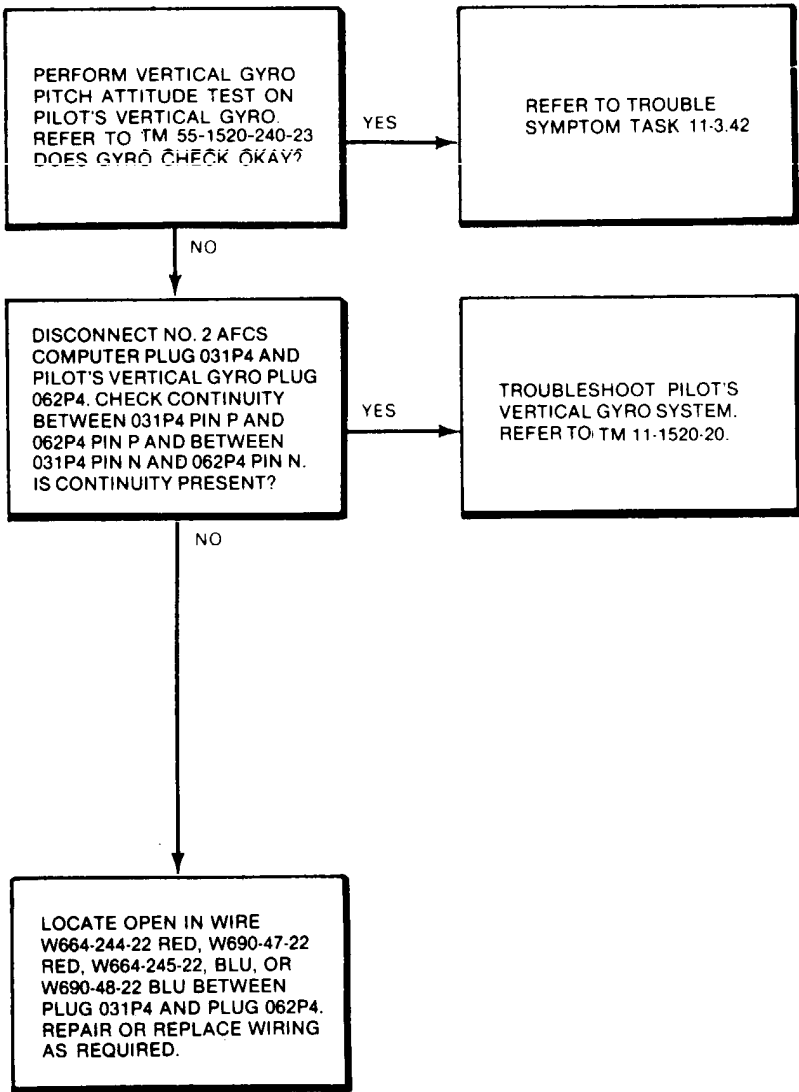 PERFORM VERTICAL GYRO
PITCH ATTITUDE TEST ON
PILOT'S VERTICAL GYRO.
REFER TO TM 55-1520-240-23
DOES GYRO CHECK OKAY?
YES
REFER TO TROUBLE
SYMPTOM TASK 11-3.42
NO
DISCONNECT NO. 2 AFCS
COMPUTER PLUG 031P4 AND
PILOT'S VERTICAL GYRO PLUG
062P4. CHECK CONTINUITY
BETWEEN 031P4 PIN P AND
062P4 PIN P AND BETWEEN
031P4 PIN N AND 062P4 PIN N.
IS CONTINUITY PRESENT?
YES
TROUBLESHOOT PILOT'S
VERTICAL GYRO SYSTEM.
REFER TO TM 11-1520-20.
NO
LOCATE OPEN IN WIRE
W664-244-22 RED, W690-47-22
RED, W664-245-22, BLU, OR
W690-48-22 BLU BETWEEN
PLUG 031P4 AND PLUG 062P4.
REPAIR OR REPLACE WIRING
AS REQUIRED.